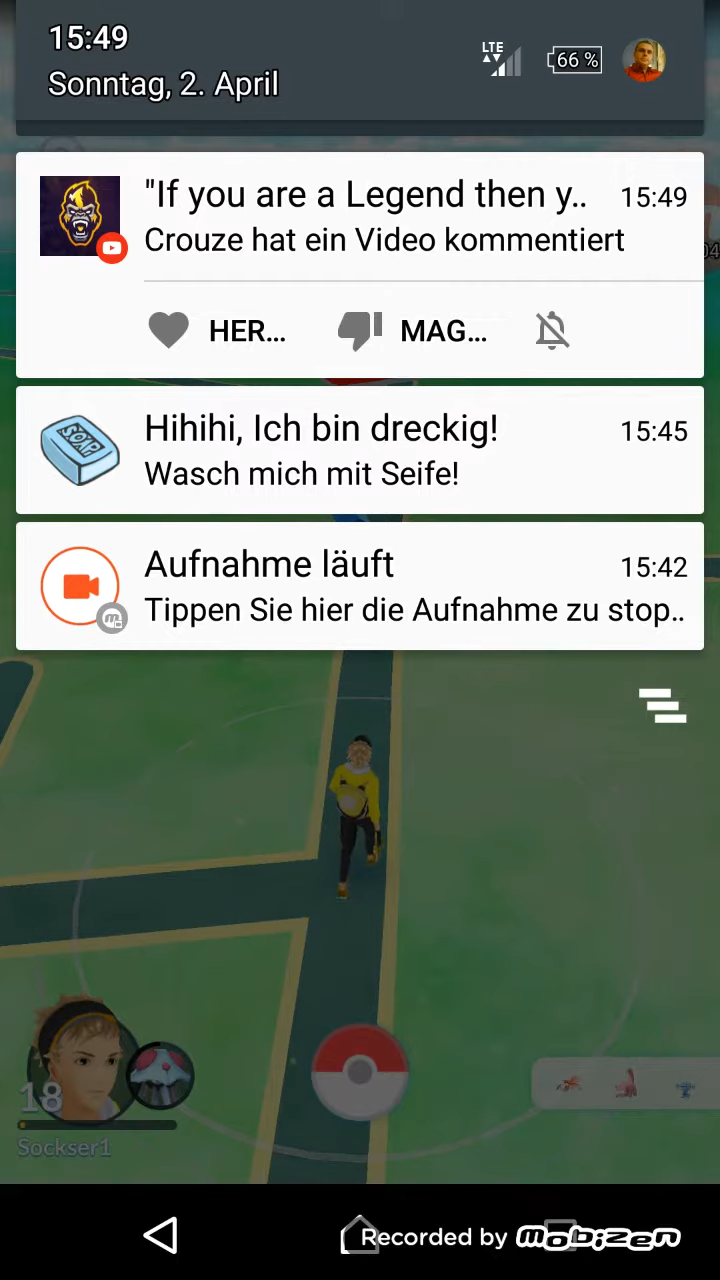 15:49
LTE
66 %
Sonntag, 2. April
"If you are a Legend then y.. 15:49
Crouze hat ein Video kommentiert
HER... MAG...
Hihihi, Ich bin dreckig! 15:45
SOAP
Wasch mich mit Seife!
Aufnahme läuft 15:42
Tippen Sie hier die Aufnahme zu stop..
18
Sockser1
Recorded by mobizen